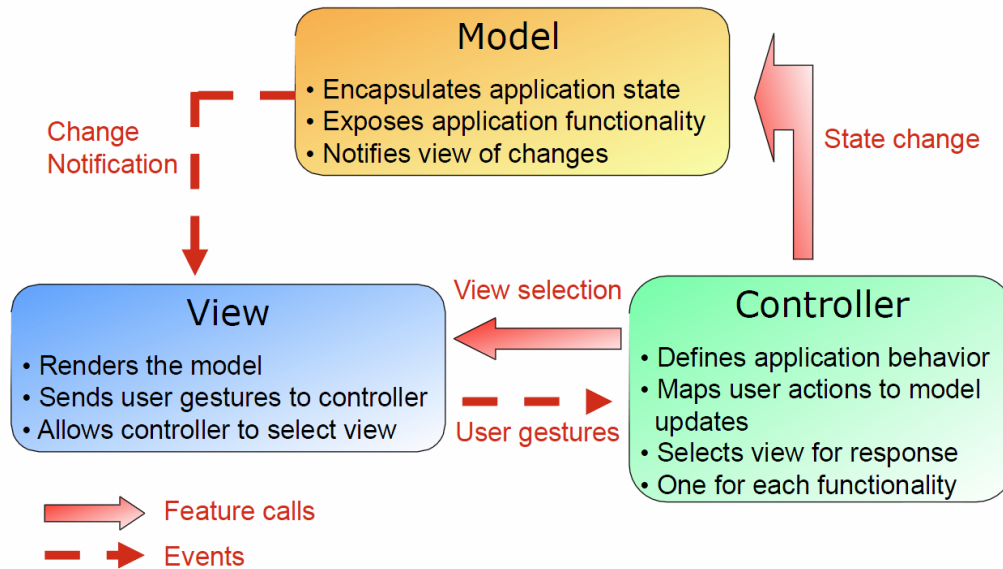 Model
• Encapsulates application state
• Exposes application functionality
• Notifies view of changes
Change
Notification
State change
View
• Renders the model
• Sends user gestures to controller
• Allows controller to select view
View selection
User gestures
Controller
• Defines application behavior
• Maps user actions to model
updates
• Selects view for response
• One for each functionality
Feature calls
Events